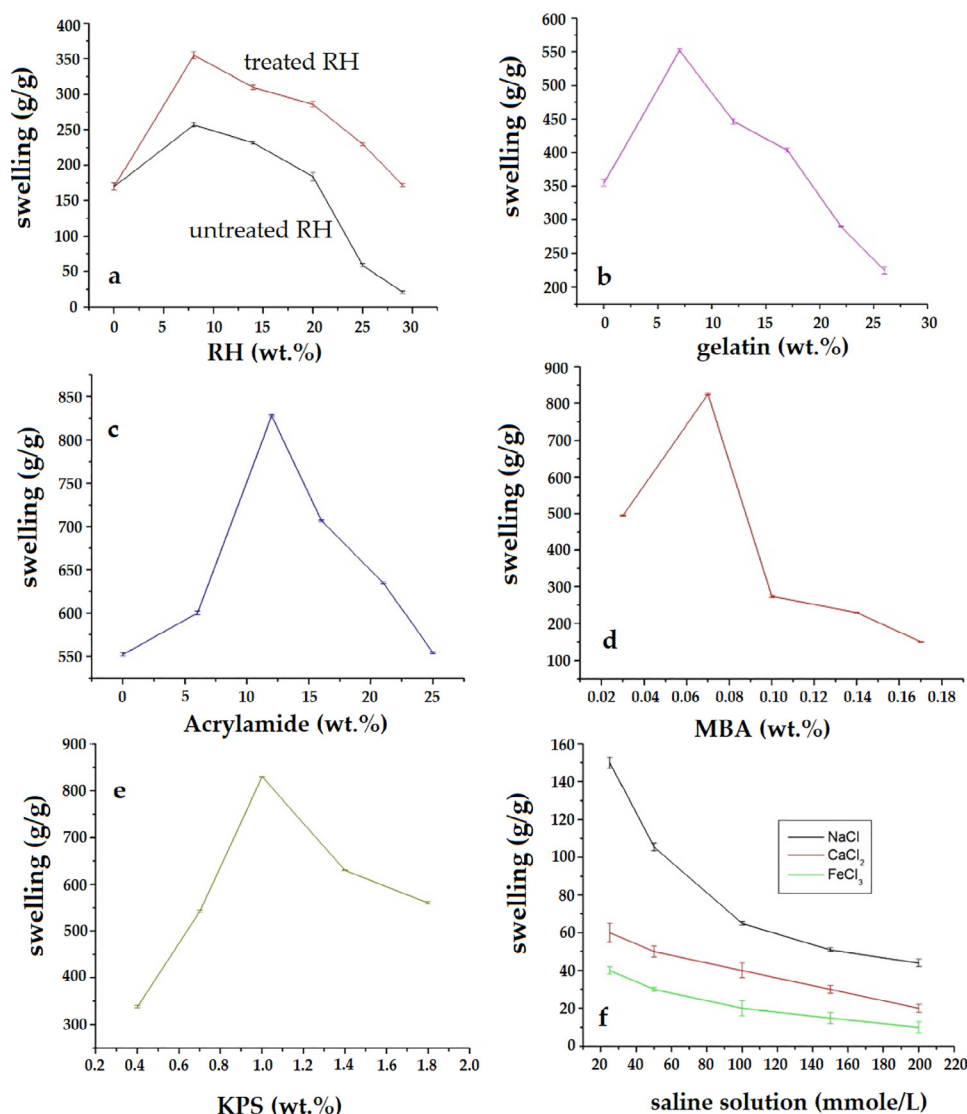 400
350
300
250
200
150
100
50
0
swelling (g/g)
treated RH
untreated RH
a
0 5 10 15 20 25 30
RH (wt.%)
600
550
500
450
400
350
300
250
200
swelling (g/g)
b
0 5 10 15 20 25 30
gelatin (wt.%)
850
800
750
700
650
600
550
swelling (g/g)
c
0 5 10 15 20 25
Acrylamide (wt.%)
900
800
700
600
500
400
300
200
100
swelling (g/g)
d
0.02 0.04 0.06 0.08 0.10 0.12 0.14 0.16 0.18
MBA (wt.%)
900
800
700
600
500
400
300
swelling (g/g)
e
0.2 0.4 0.6 0.8 1.0 1.2 1.4 1.6 1.8 2.0
KPS (wt.%)
160
140
120
100
80
60
40
20
0
swelling (g/g)
NaCl
CaCl2
FeCl3
f
20 40 60 80 100 120 140 160 180 200 220
saline solution (mmole/L)